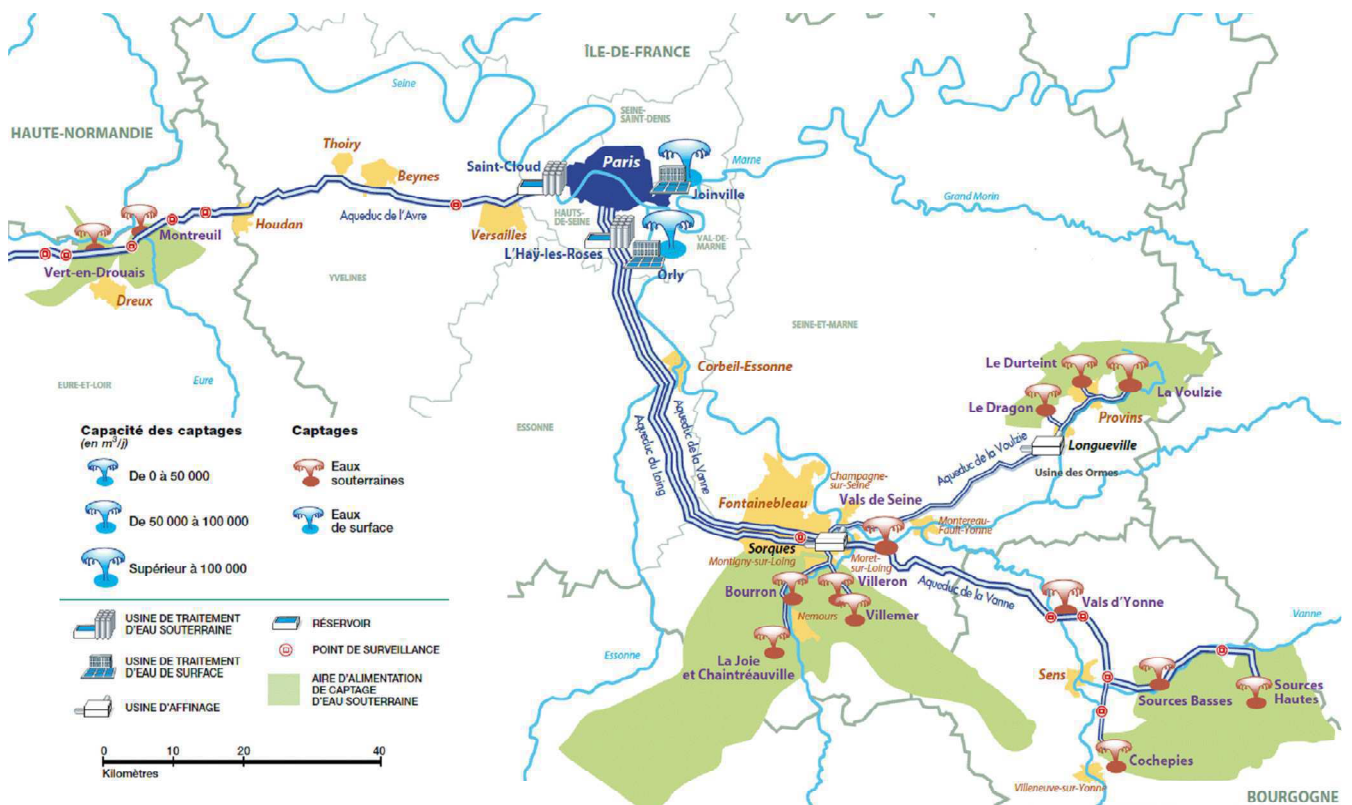 ÎLE-DE-FRANCE
Seine
SEINE-
SAINT-DENIS
HAUTE-NORMANDIE
Thoiry
Beynes
Saint-Cloud
Paris
Marne
Joinville
Grand Morin
Aqueduc de l'Avre
Houdan
Versailles
HAUTS-
DE-SEINE
Montreuil
VAL-DE-
MARNE
L'Haÿ-les-Roses
Orly
Vert-en-Drouais
Dreux
YVELINES
SEINE-ET-MARNE
EURE-ET-LOIR
Eure
Corbeil-Essonne
Le Durteint
La Voulzie
Le Dragon
Provins
ESSONNE
Longueville
Usine des Ormes
Aqueduc du Loing
Aqueduc de la Vanne
Aqueduc de la Voulzie
Capacité des captages
(en m³/j)
De 0 à 50 000
De 50 000 à 100 000
Supérieur à 100 000
Captages
Eaux
souterraines
Eaux
de surface
Champagne-
sur-Seine
Vals de Seine
Fontainebleau
Montereau-
Fault-Yonne
Sorques
Montigny-sur-Loing
Moret-
sur-Loing
Bourron
Villeron
Nemours
Villemer
Aqueduc de la Vanne
Vals d'Yonne
Vanne
La Joie
et Chaintréauville
Essonne
Sens
Sources Basses
Sources
Hautes
Cochepies
Villeneuve-sur-Yonne
BOURGOGNE
USINE DE TRAITEMENT
D'EAU SOUTERRAINE
USINE DE TRAITEMENT
D'EAU DE SURFACE
USINE D'AFFINAGE
RÉSERVOIR
POINT DE SURVEILLANCE
AIRE D'ALIMENTATION
DE CAPTAGE
D'EAU SOUTERRAINE
0 10 20 40
Kilomètres